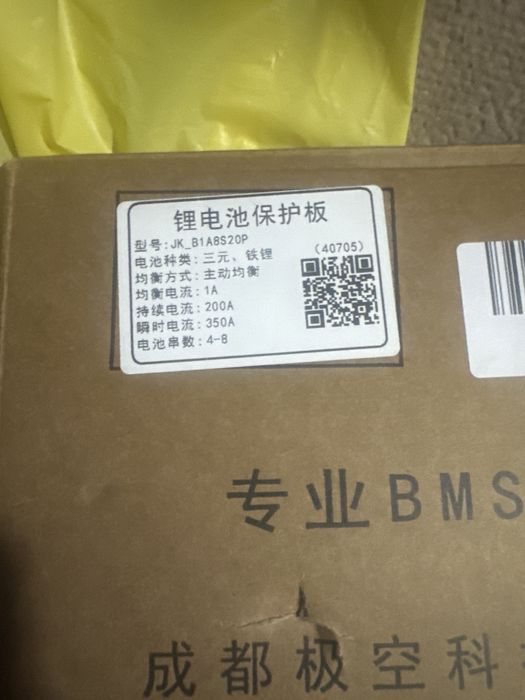 锂电池保护板
型号:JK_B1A8S20P
电池种类:三元、铁锂
(40705)
均衡方式:主动均衡
均衡电流:1A
持续电流:200A
瞬时电流:350A
电池串数:4-8
专业BMS
成都极空科